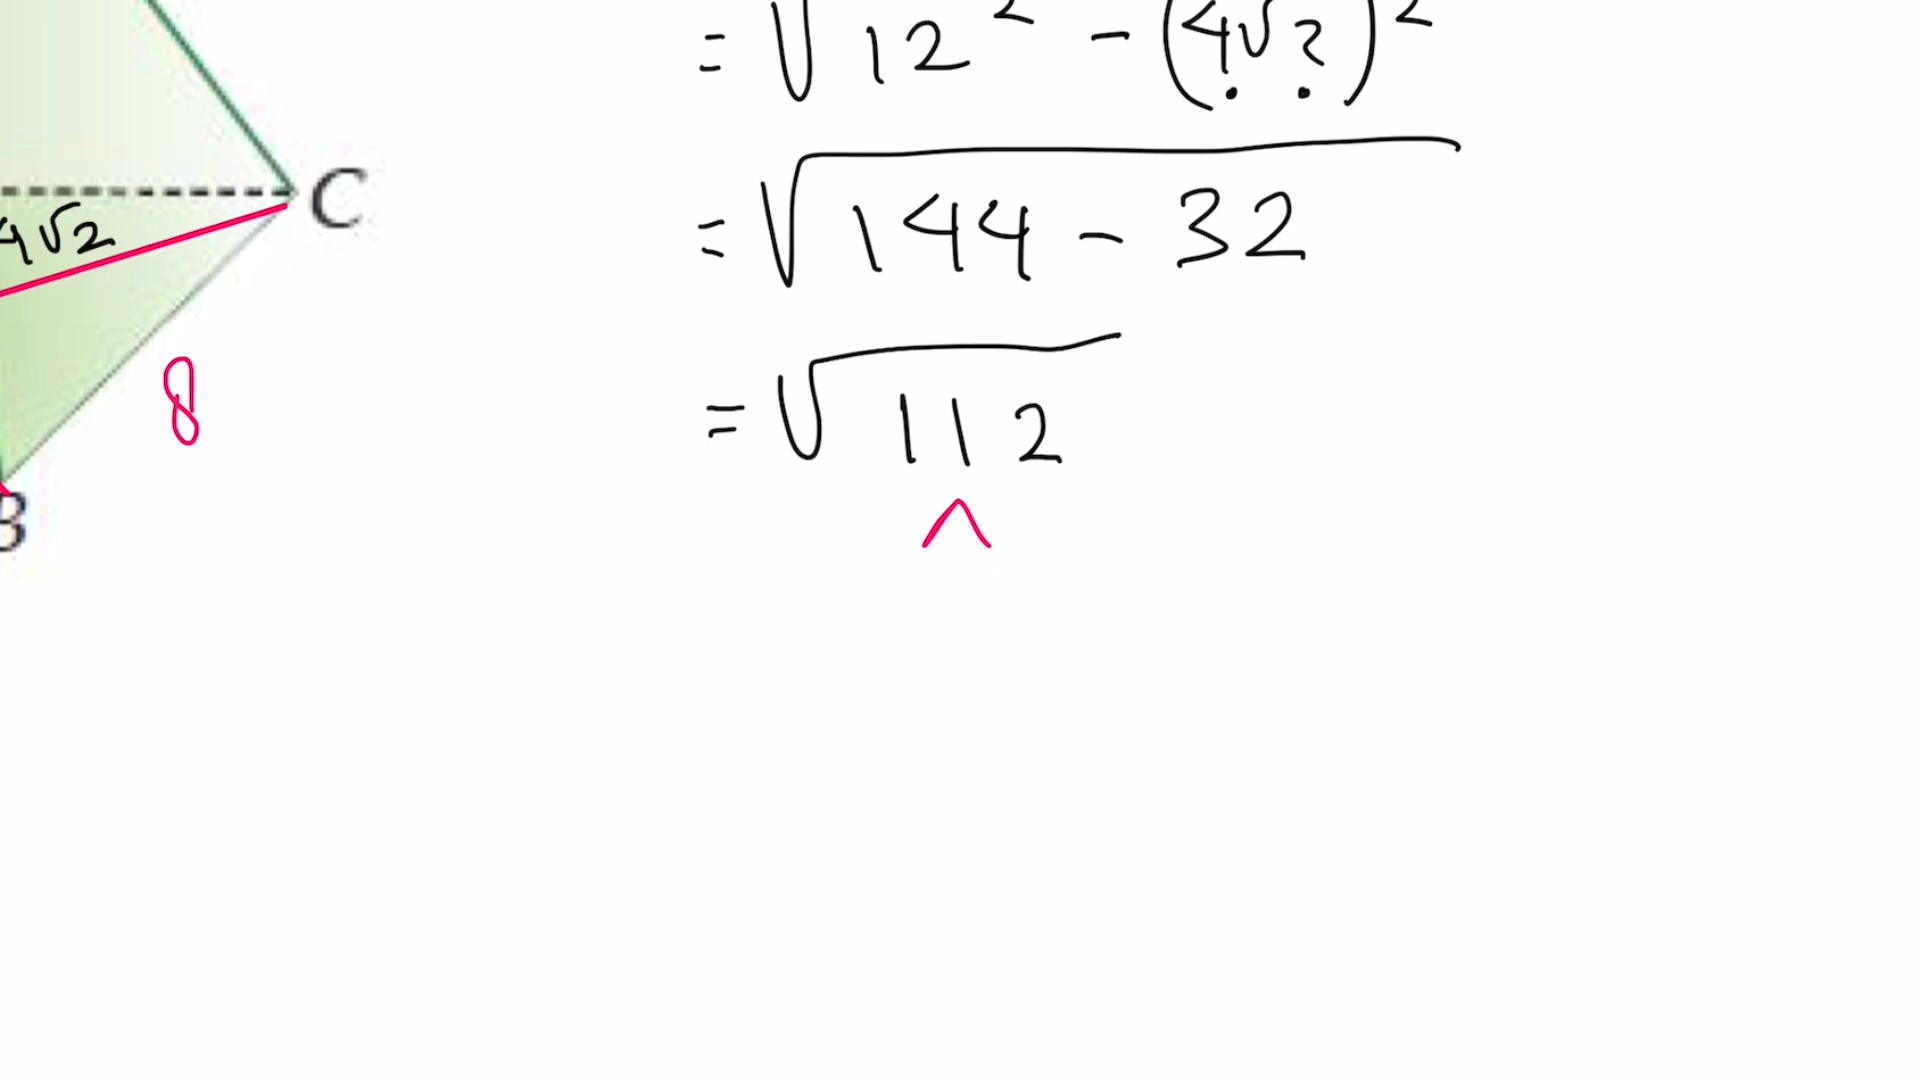 = √12² - (4√2)²
= √144 - 32
= √112
C
4√2
8
B